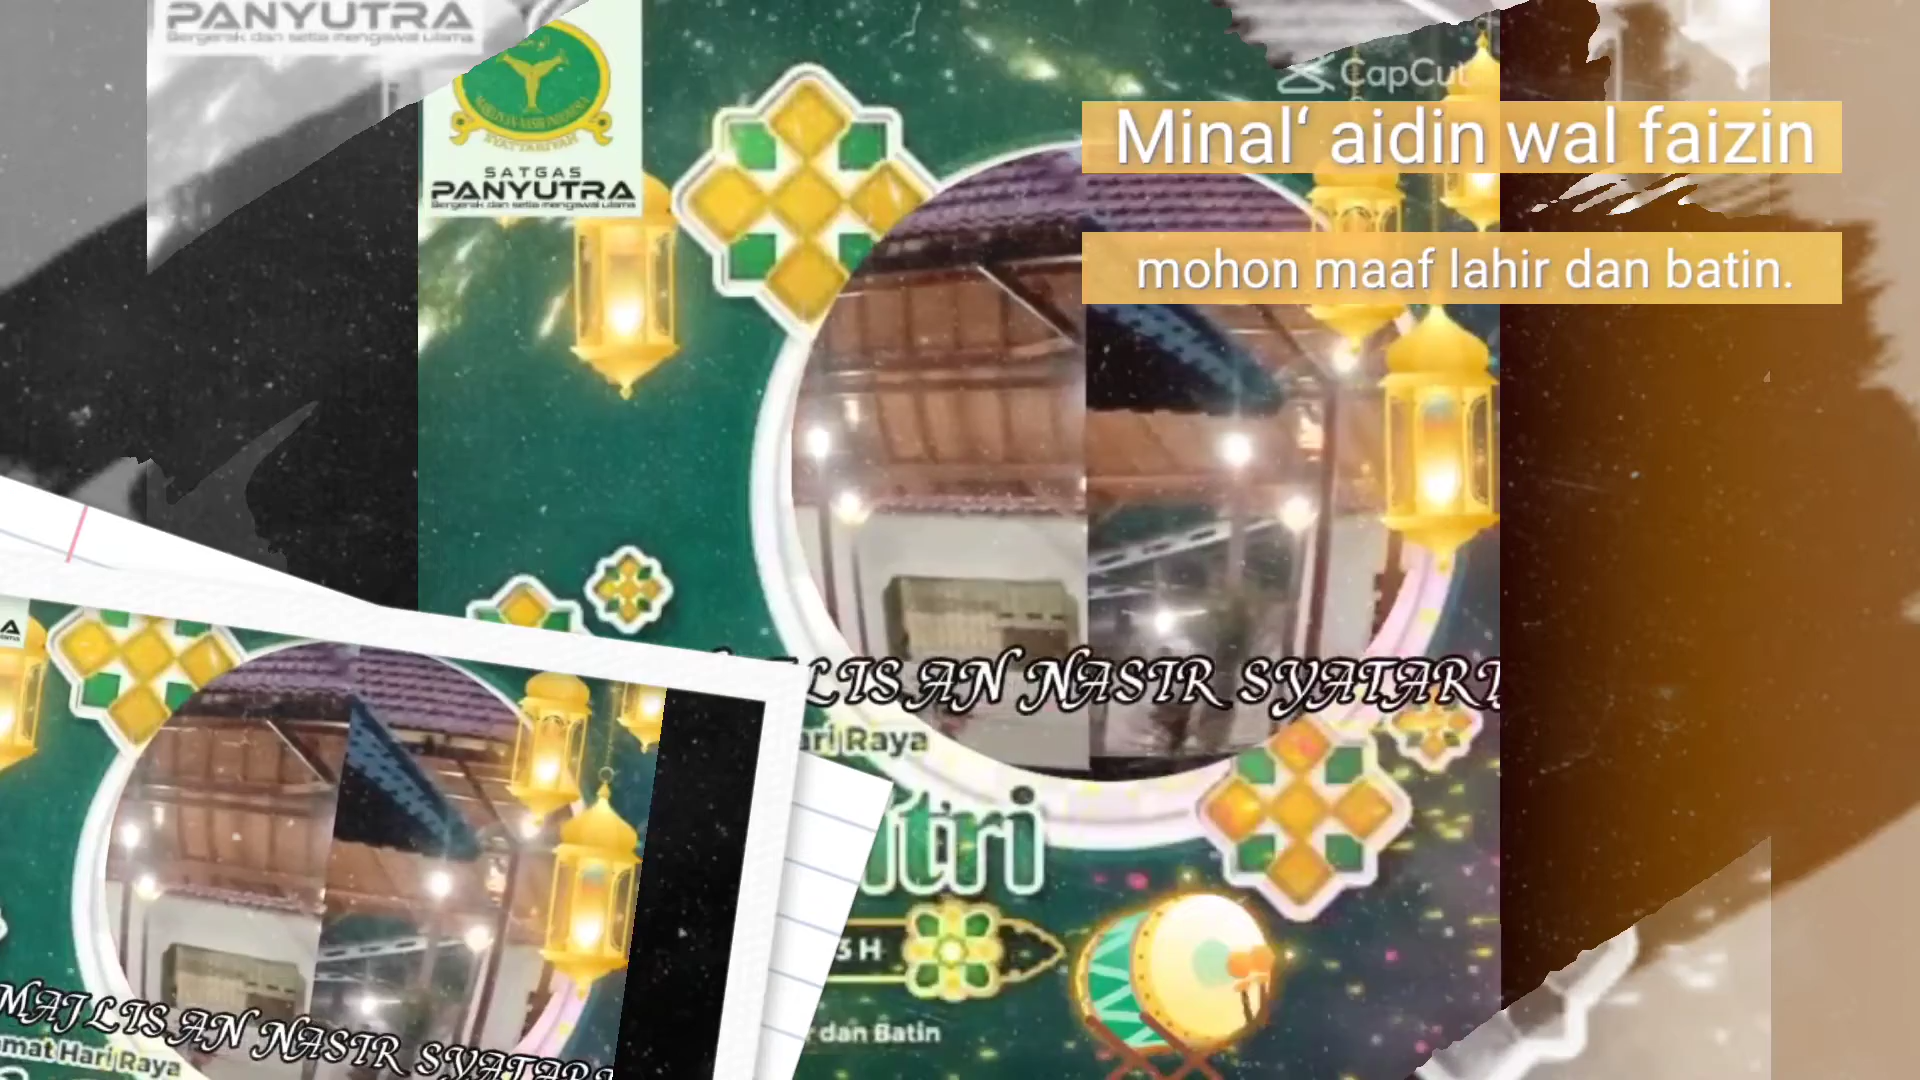 PANYUTRA
Bergerak dan setia mengawal ulama
CapCut
Minal‘ aidin wal faizin
mohon maaf lahir dan batin.
SATGAS
PANYUTRA
Bergerak dan setia mengawal ulama
LIS AN NASIR SYATARI
ari Raya
itri
3 H
dan Batin
A
MAJLIS AN NASIR SYATARI
mat Hari Raya